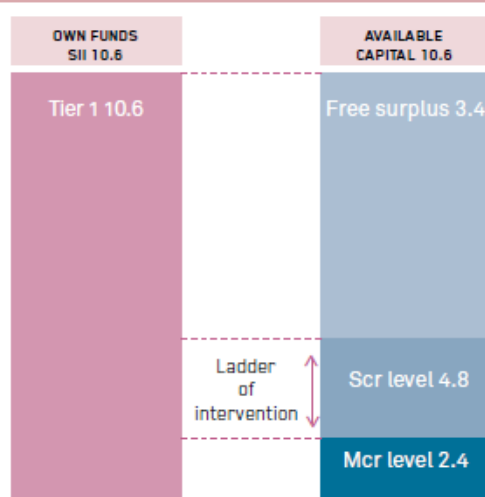 OWN FUNDS
SII 10.6
AVAILABLE
CAPITAL 10.6
Tier 1 10.6
Free surplus 3.4
Ladder
of
intervention
Scr level 4.8
Mcr level 2.4